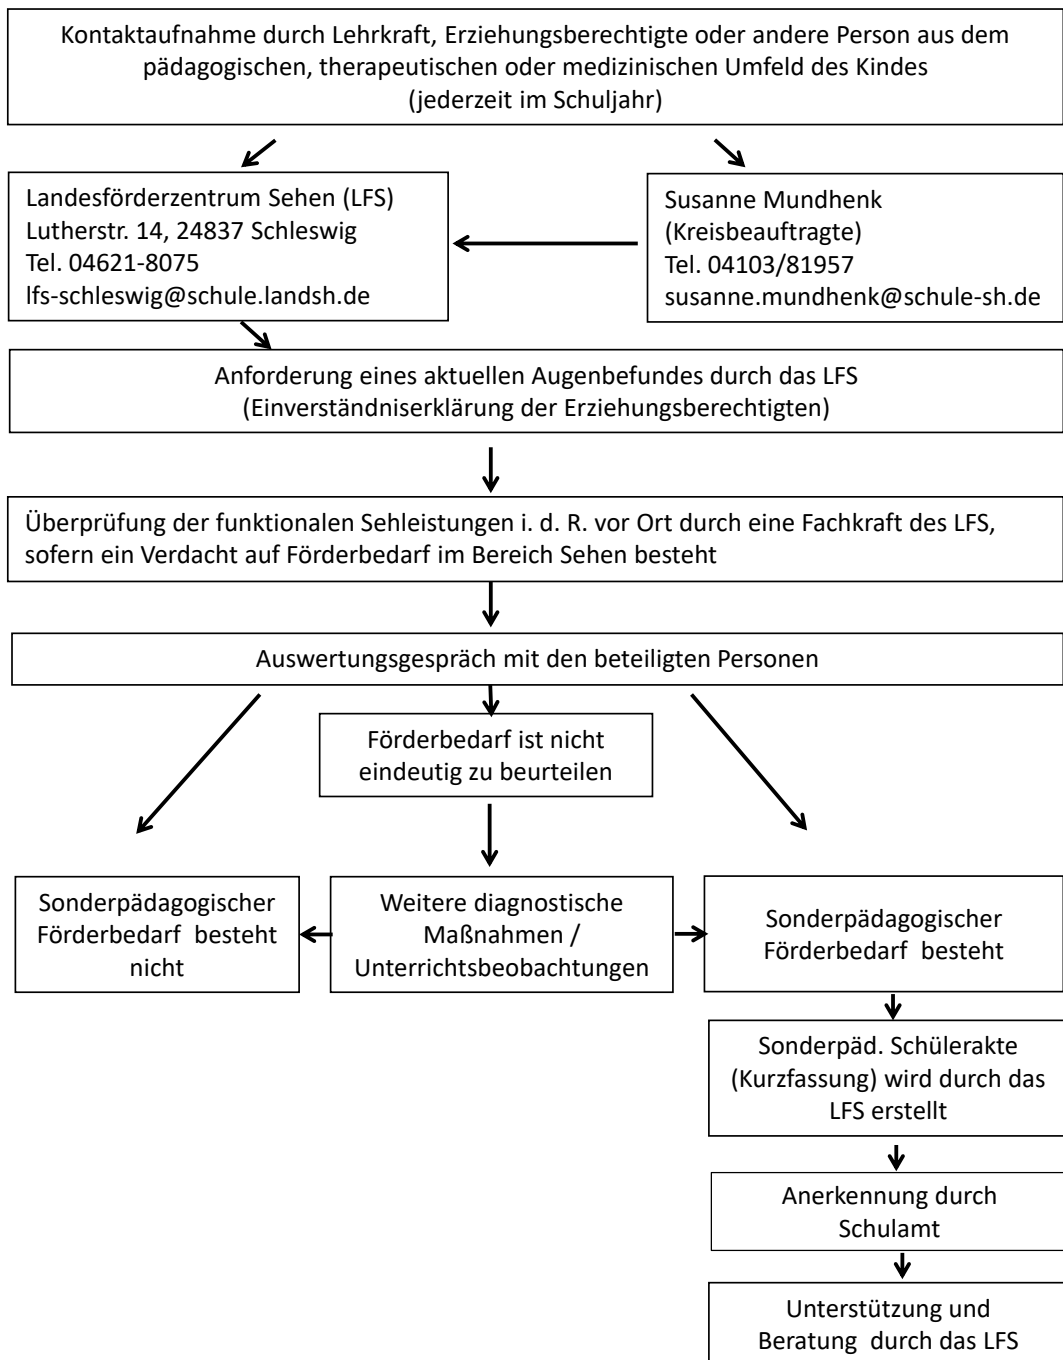 Kontaktaufnahme durch Lehrkraft, Erziehungsberechtigte oder andere Person aus dem
pädagogischen, therapeutischen oder medizinischen Umfeld des Kindes
(jederzeit im Schuljahr)
Landesförderzentrum Sehen (LFS)
Lutherstr. 14, 24837 Schleswig
Tel. 04621-8075
lfs-schleswig@schule.landsh.de
Susanne Mundhenk
(Kreisbeauftragte)
Tel. 04103/81957
susanne.mundhenk@schule-sh.de
Anforderung eines aktuellen Augenbefundes durch das LFS
(Einverständniserklärung der Erziehungsberechtigten)
Überprüfung der funktionalen Sehleistungen i. d. R. vor Ort durch eine Fachkraft des LFS,
sofern ein Verdacht auf Förderbedarf im Bereich Sehen besteht
Auswertungsgespräch mit den beteiligten Personen
Förderbedarf ist nicht
eindeutig zu beurteilen
Sonderpädagogischer
Förderbedarf besteht
nicht
Weitere diagnostische
Maßnahmen /
Unterrichtsbeobachtungen
Sonderpädagogischer
Förderbedarf besteht
Sonderpäd. Schülerakte
(Kurzfassung) wird durch das
LFS erstellt
Anerkennung durch
Schulamt
Unterstützung und
Beratung durch das LFS